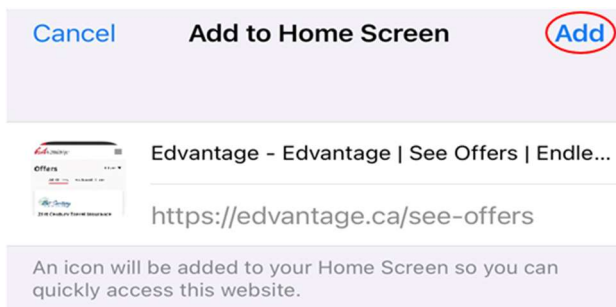 Cancel Add to Home Screen Add
Edvantage - Edvantage | See Offers | Endle...
Offers
https://edvantage.ca/see-offers
An icon will be added to your Home Screen so you can
quickly access this website.